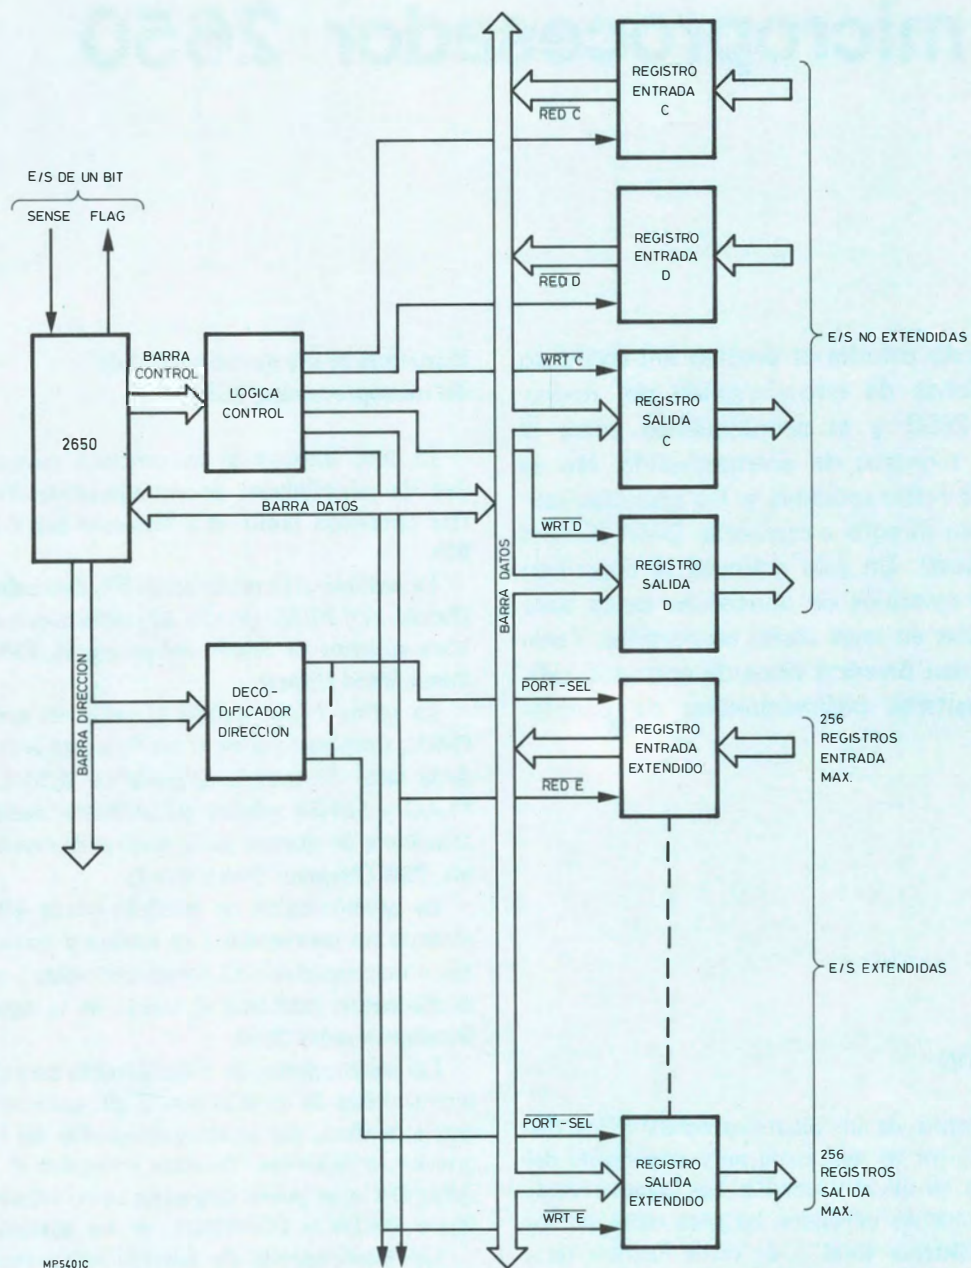 E/S DE UN BIT
SENSE FLAG
2650
BARRA
CONTROL
LOGICA
CONTROL
BARRA DATOS
BARRA DIRECCION
DECO-
DIFICADOR
DIRECCION
BARRA DATOS
REGISTRO
ENTRADA
C
RED C
REGISTRO
ENTRADA
D
RED D
WRT C
REGISTRO
SALIDA
C
WRT D
REGISTRO
SALIDA
D
E/S NO EXTENDIDAS
PORT-SEL
REGISTRO
ENTRADA
EXTENDIDO
RED E
256
REGISTROS
ENTRADA
MAX.
E/S EXTENDIDAS
PORT-SEL
REGISTRO
SALIDA
EXTENDIDO
WRT E
256
REGISTROS
SALIDA
MAX.
MP5401C